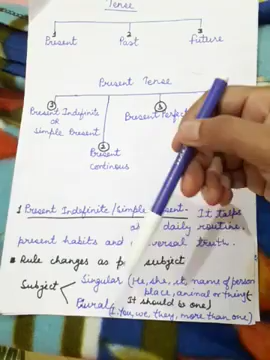 Tense
1 Present
2 Past
3 Future
Present Tense
① Present Indefinite
or
Simple Present
③ Present Perfect
② Present
continous
1 Present Indefinite/Simple Present. It tells
daily routine,
present habits and universal truth.
Rule changes as per subject
Subject
Singular (He, she, it, name of person
place, animal or thing
It should be one)
Plural (I, You, we, they, more than one)